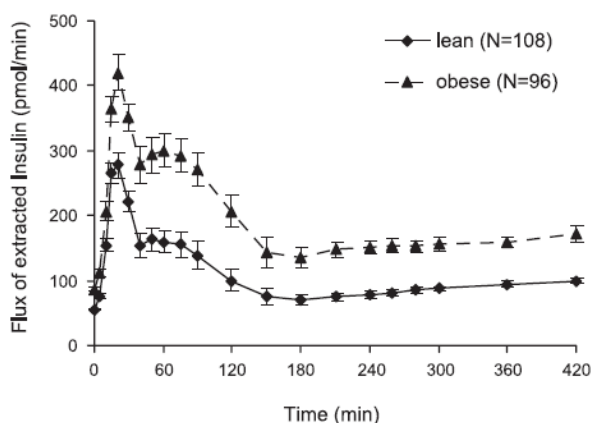 500
400
300
200
100
0
Flux of extracted Insulin (pmol/min)
lean (N=108)
obese (N=96)
0 60 120 180 240 300 360 420
Time (min)